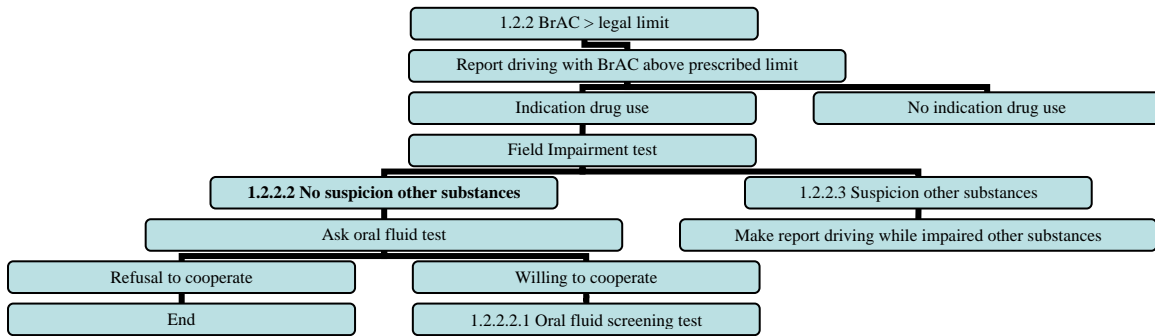 1.2.2 BrAC > legal limit
Report driving with BrAC above prescribed limit
Indication drug use
No indication drug use
Field Impairment test
1.2.2.2 No suspicion other substances
1.2.2.3 Suspicion other substances
Ask oral fluid test
Make report driving while impaired other substances
Refusal to cooperate
Willing to cooperate
End
1.2.2.2.1 Oral fluid screening test